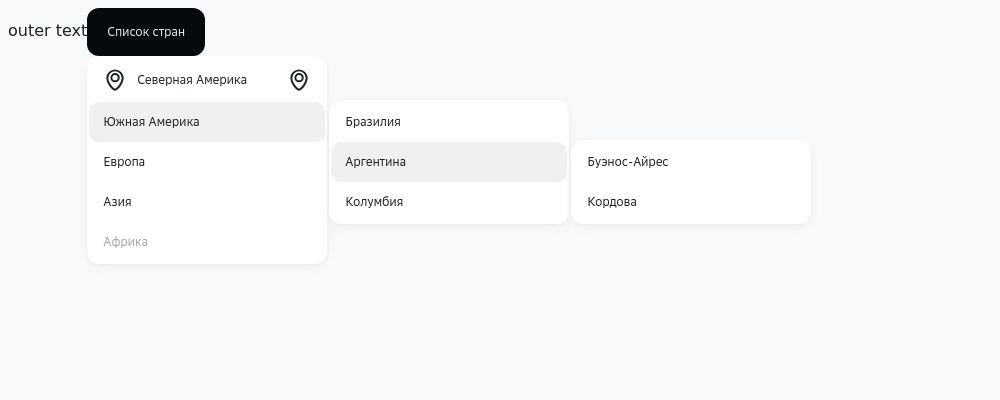 outer text
Список стран
Северная Америка
Южная Америка
Европа
Азия
Африка
Бразилия
Аргентина
Колумбия
Буэнос-Айрес
Кордова